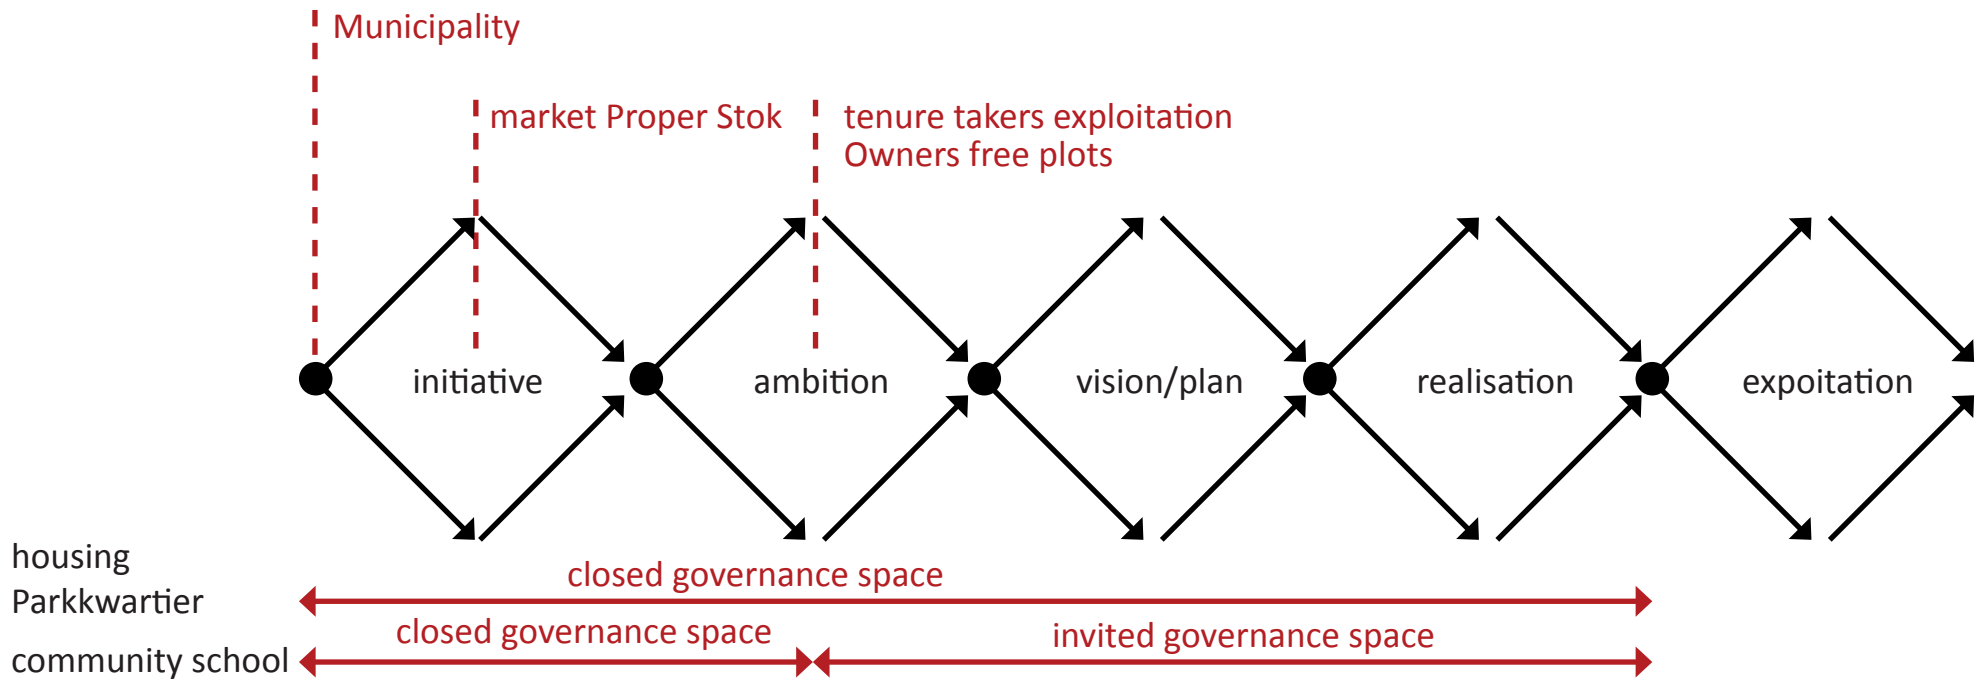 Municipality
market Proper Stok
tenure takers exploitation
Owners free plots
initiative
ambition
vision/plan
realisation
expoitation
housing
Parkkwartier
closed governance space
community school
closed governance space
invited governance space